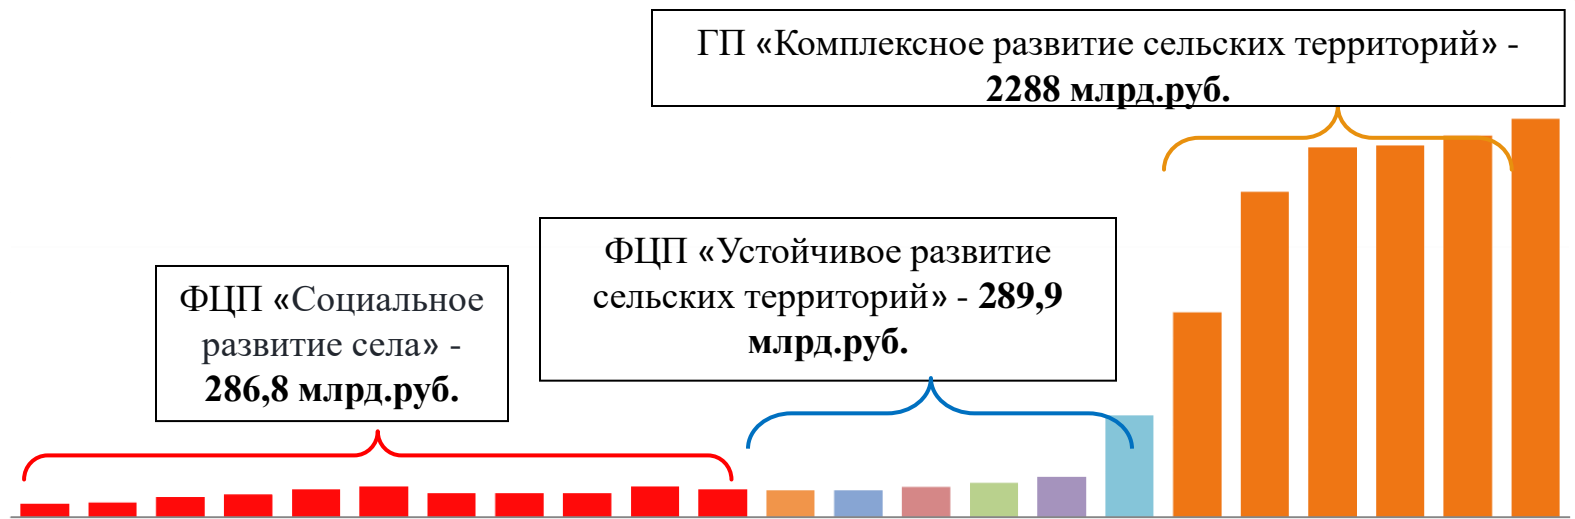 ГП «Комплексное развитие сельских территорий» -
2288 млрд.руб.
ФЦП «Устойчивое развитие
сельских территорий» - 289,9
млрд.руб.
ФЦП «Социальное
развитие села» -
286,8 млрд.руб.